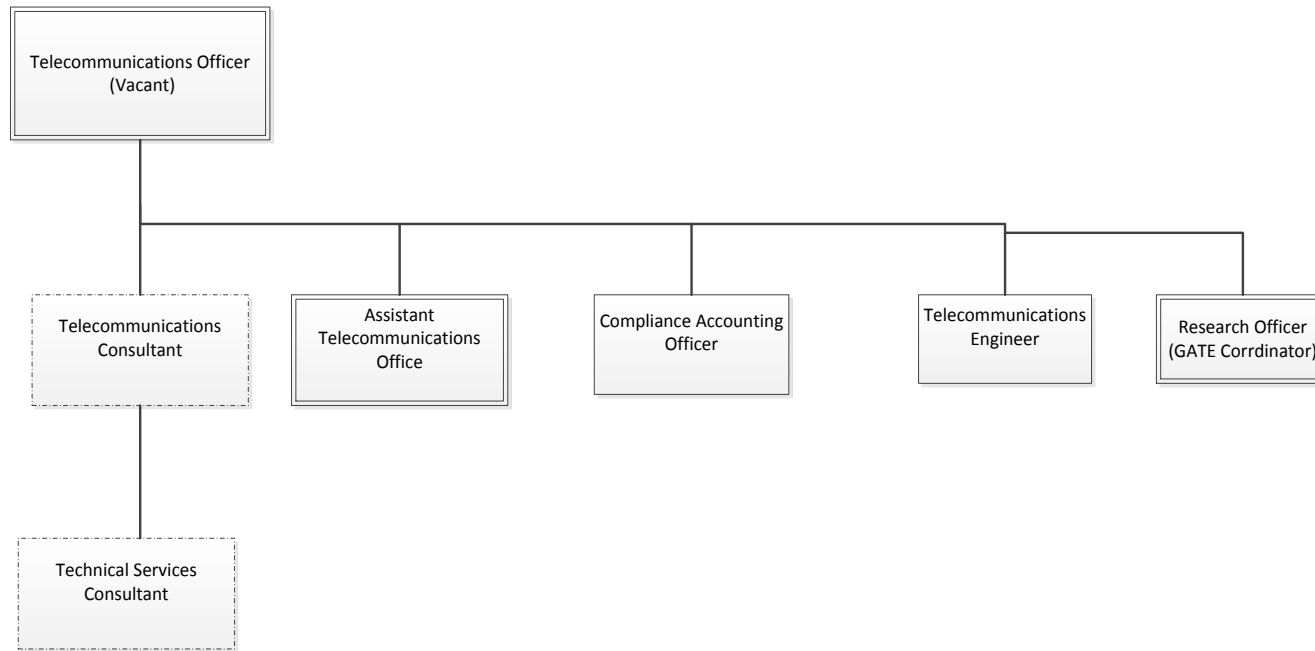 Telecommunications Officer
(Vacant)
Telecommunications
Consultant
Assistant
Telecommunications
Office
Compliance Accounting
Officer
Telecommunications
Engineer
Research Officer
(GATE Corrdinator)
Technical Services
Consultant